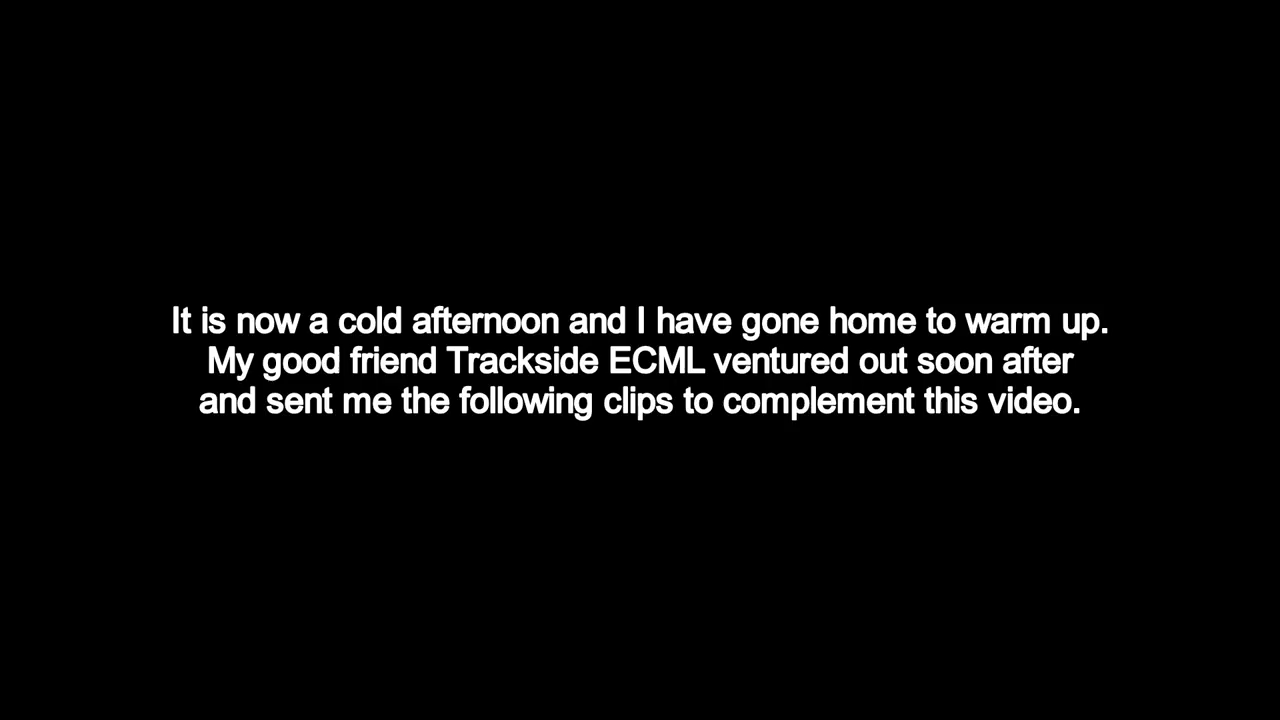 It is now a cold afternoon and I have gone home to warm up.
My good friend Trackside ECML ventured out soon after
and sent me the following clips to complement this video.